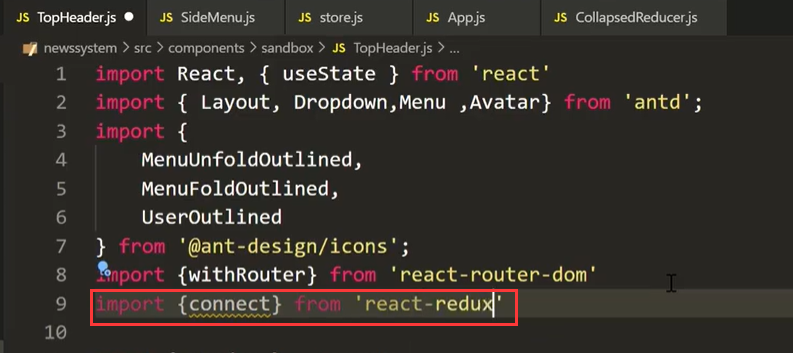 JS TopHeader.js ● JS SideMenu.js JS store.js JS App.js JS CollapsedReducer.js
newssystem > src > components > sandbox > JS TopHeader.js > ...
1 import React, { useState } from 'react'
2 import { Layout, Dropdown,Menu ,Avatar} from 'antd';
3 import {
4 MenuUnfoldOutlined,
5 MenuFoldOutlined,
6 UserOutlined
7 } from '@ant-design/icons';
8 import {withRouter} from 'react-router-dom'
9 import {connect} from 'react-redux'
10